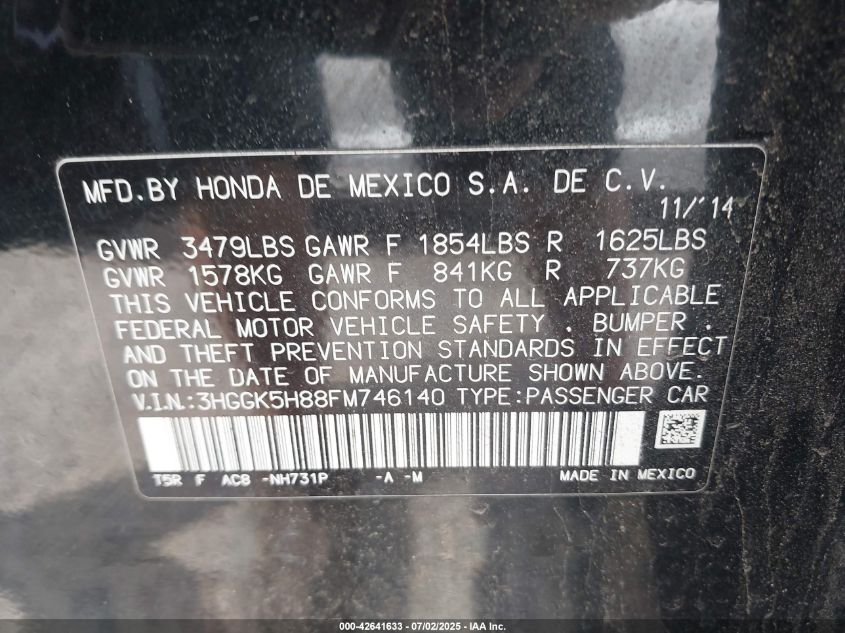 MFD.BY HONDA DE MEXICO S.A. DE C.V.
11/'14
GVWR 3479LBS GAWR F 1854LBS R 1625LBS
GVWR 1578KG GAWR F 841KG R 737KG
THIS VEHICLE CONFORMS TO ALL APPLICABLE
FEDERAL MOTOR VEHICLE SAFETY . BUMPER .
AND THEFT PREVENTION STANDARDS IN EFFECT
ON THE DATE OF MANUFACTURE SHOWN ABOVE.
V.I.N.:3HGGK5H88FM746140 TYPE:PASSENGER CAR
T5R F AC8 -NH731P -A -M MADE IN MEXICO
000-42641633 - 07/02/2025 - IAA Inc.